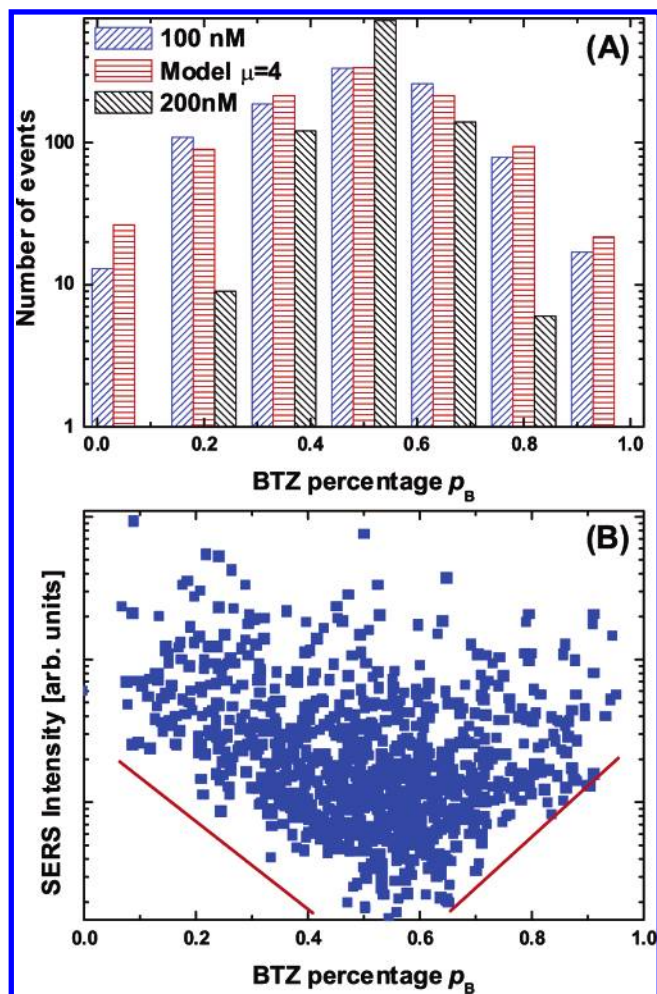 (A)
100 nM
Model μ=4
200nM
Number of events
100
10
1
0.0 0.2 0.4 0.6 0.8 1.0
BTZ percentage pB
(B)
SERS Intensity [arb. units]
0.0 0.2 0.4 0.6 0.8 1.0
BTZ percentage pB